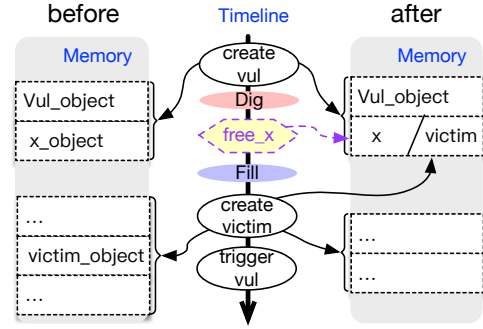 before
Timeline
after
Memory
Memory
create
vul
Vul_object
x_object
Dig
free_x
Vul_object
x / victim
Fill
...
victim_object
...
create
victim
trigger
vul
...
...